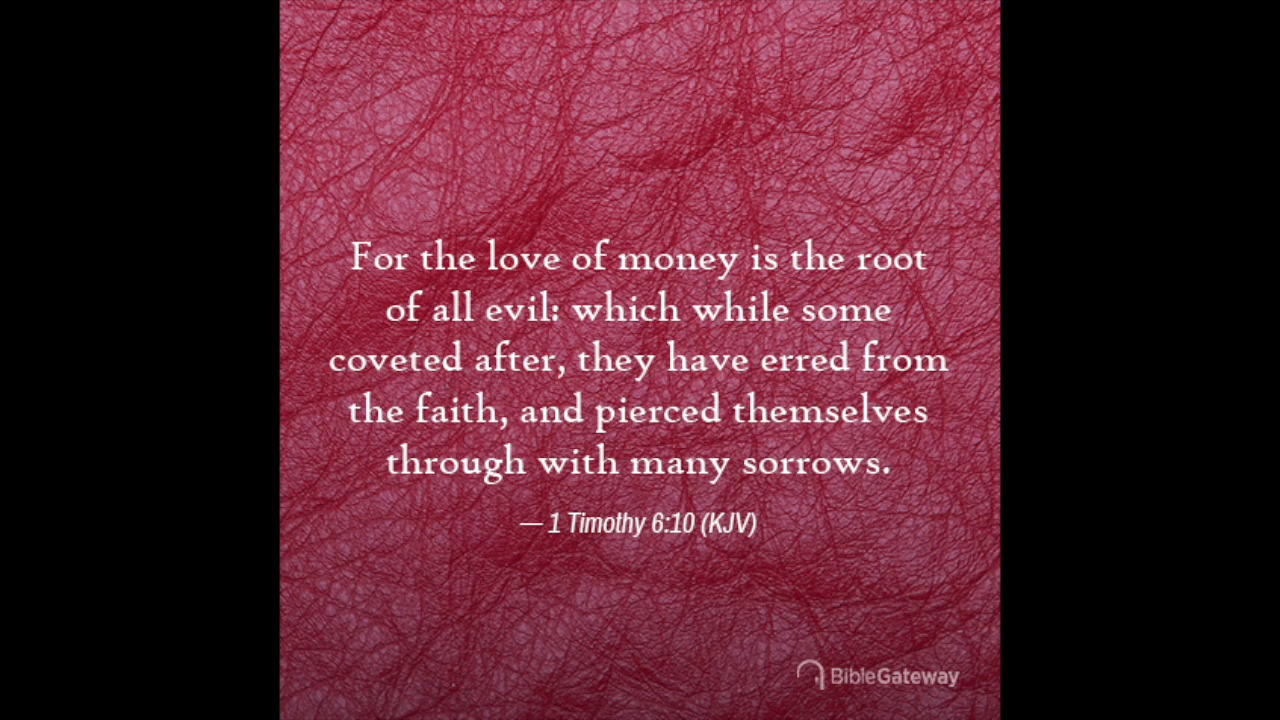 For the love of money is the root
of all evil: which while some
coveted after, they have erred from
the faith, and pierced themselves
through with many sorrows.
— 1 Timothy 6:10 (KJV)
BibleGateway